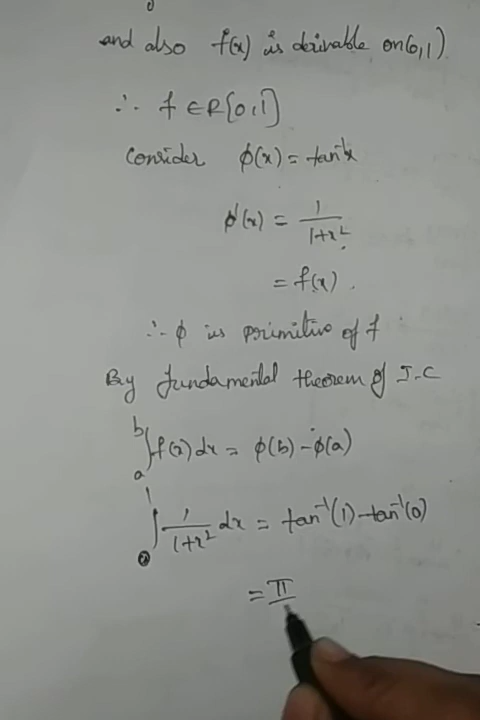 and also f(x) is derivable on (0,1)
∴ f ∈ R[0,1]
Consider φ(x) = tan⁻¹x
φ'(x) = 1/(1+x²)
= f(x).
∴ φ is primitive of f
By fundamental theorem of I.C
∫ₐᵇ f(x) dx = φ(b) - φ(a)
∫₀¹ 1/(1+x²) dx = tan⁻¹(1) - tan⁻¹(0)
= π